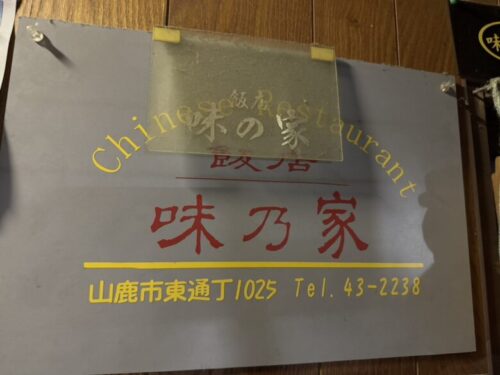 Chinese Restaurant
飯店
味の家
飯店
味乃家
山鹿市東通丁1025 Tel. 43-2238
味